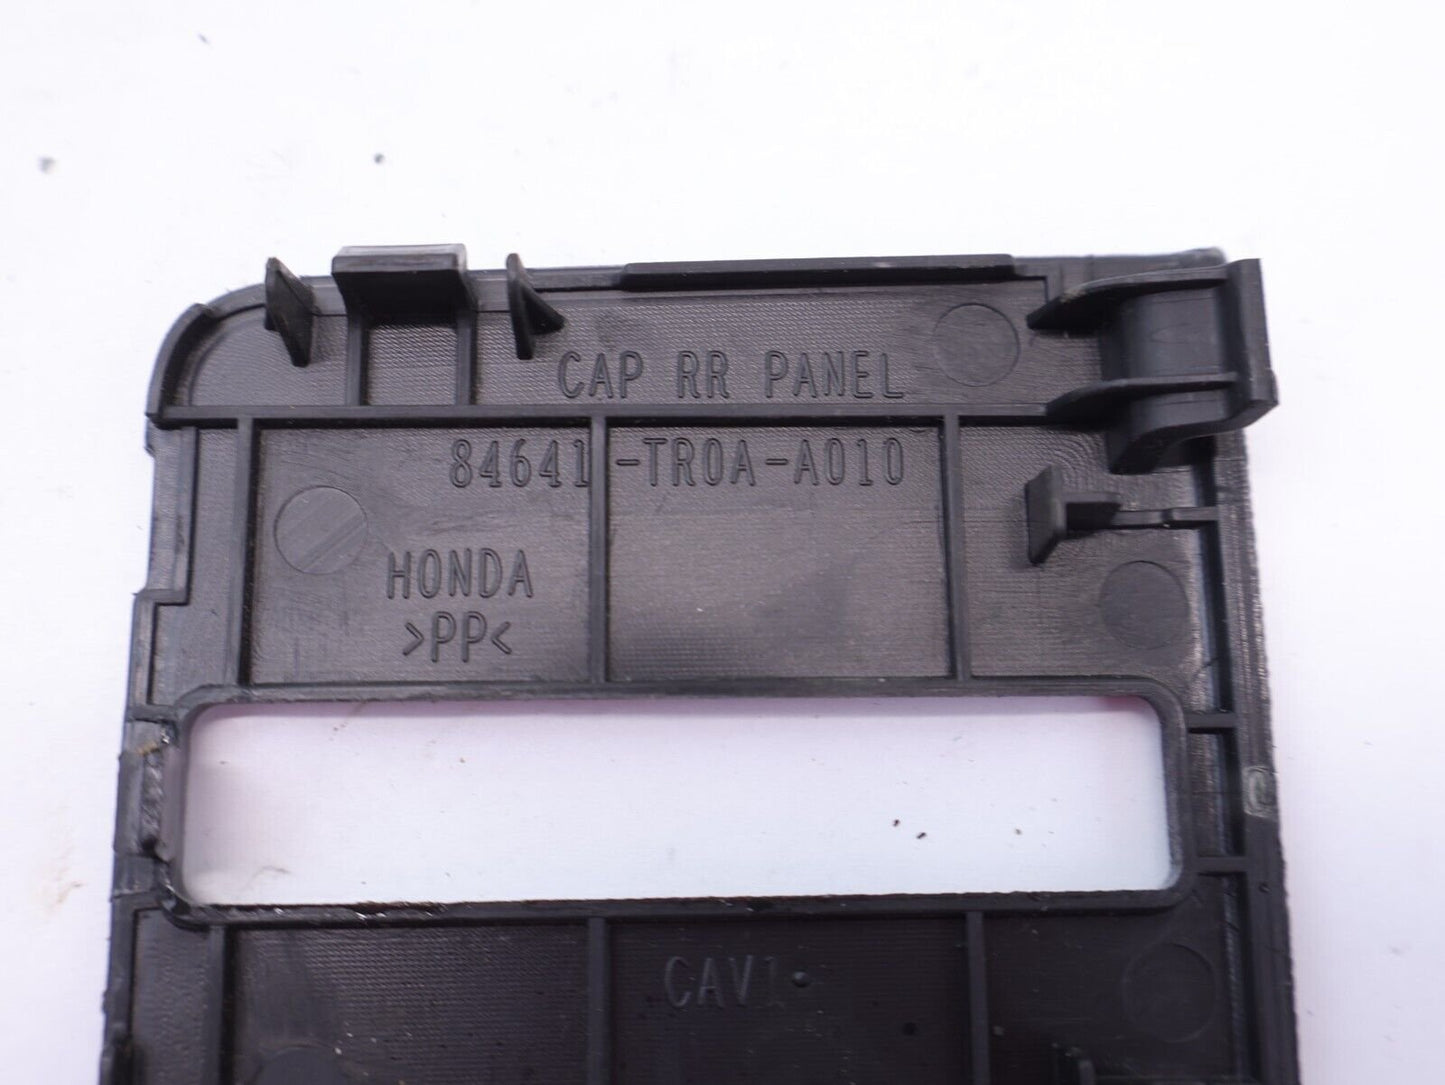 CAP RR PANEL
84641-TR0A-A010
HONDA
>PP<
CAV1